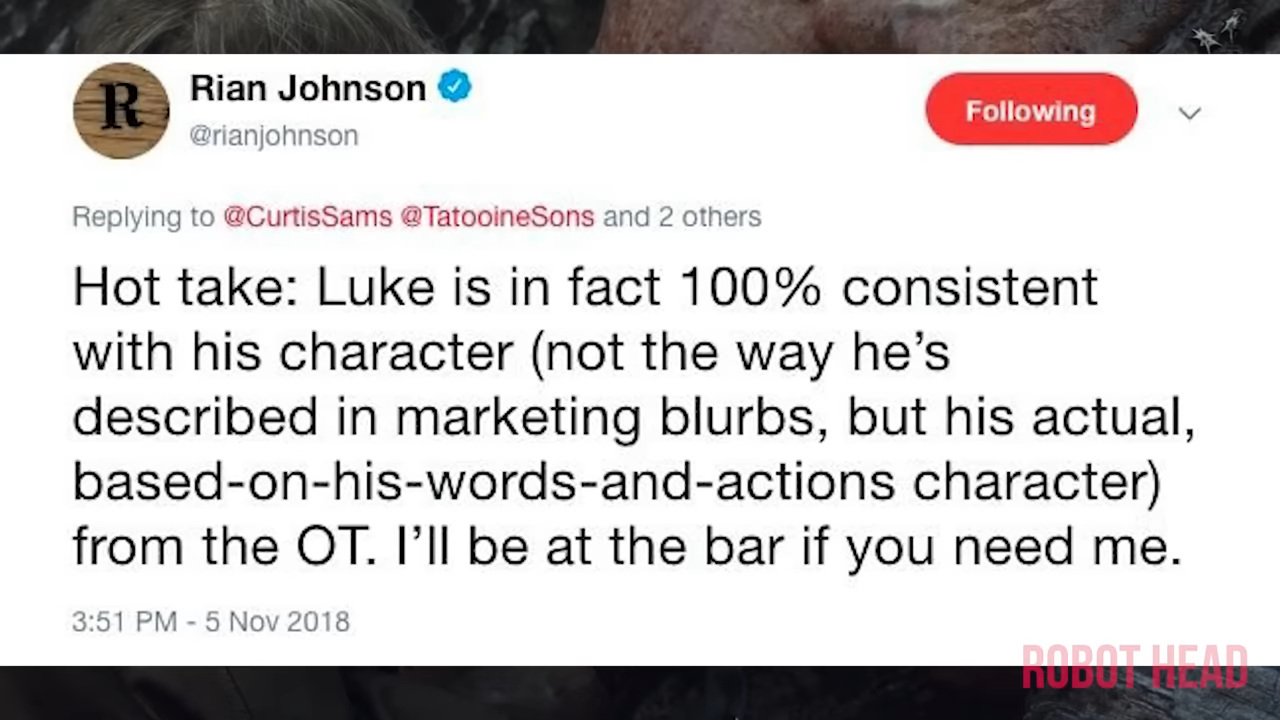 R
Rian Johnson
Following
@rianjohnson
Replying to @CurtisSams @TatooineSons and 2 others
Hot take: Luke is in fact 100% consistent
with his character (not the way he’s
described in marketing blurbs, but his actual,
based-on-his-words-and-actions character)
from the OT. I’ll be at the bar if you need me.
3:51 PM - 5 Nov 2018
ROBOT HEAD